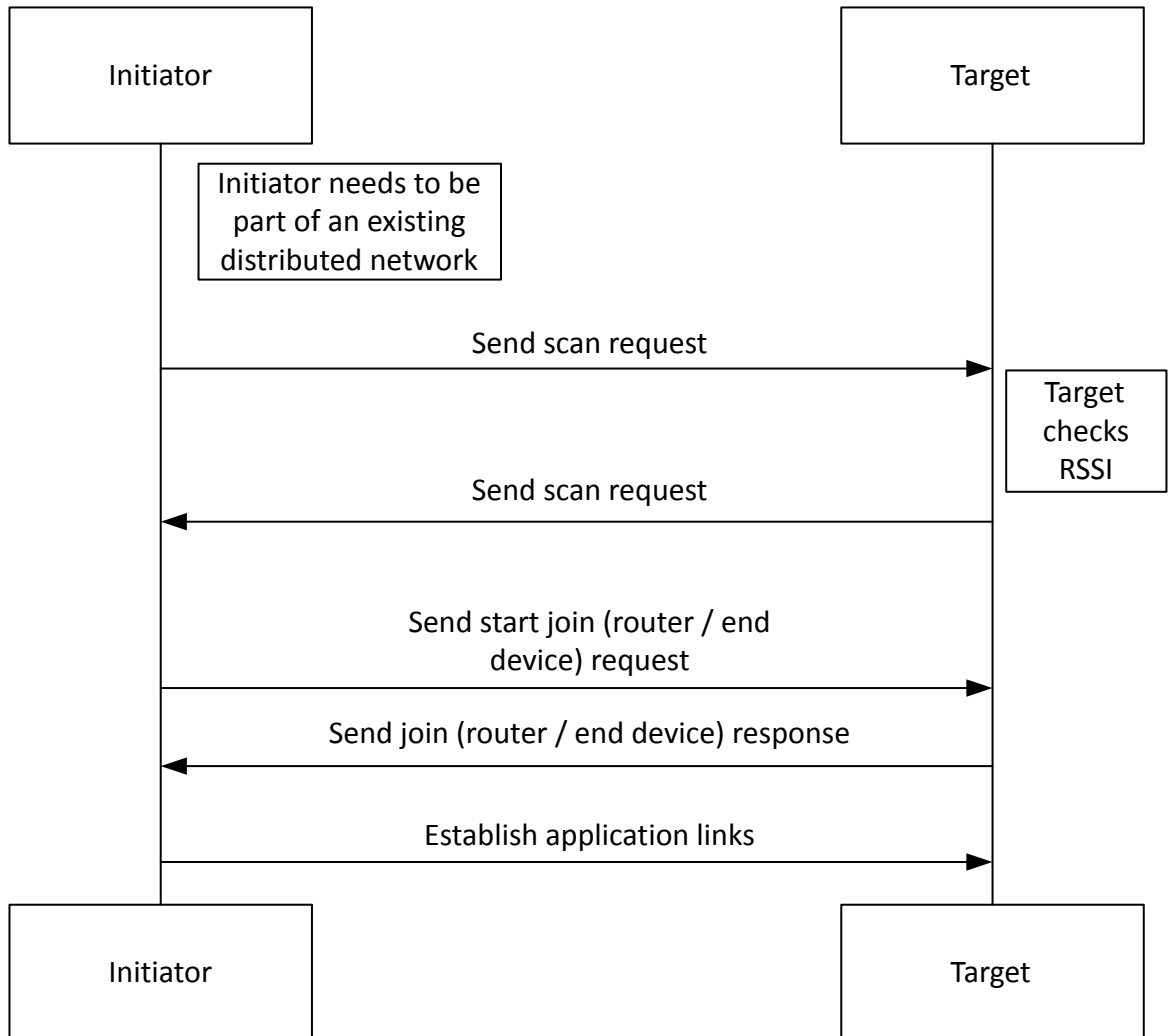 Initiator
Target
Initiator needs to be
part of an existing
distributed network
Send scan request
Target
checks
RSSI
Send scan request
Send start join (router / end
device) request
Send join (router / end device) response
Establish application links
Initiator
Target